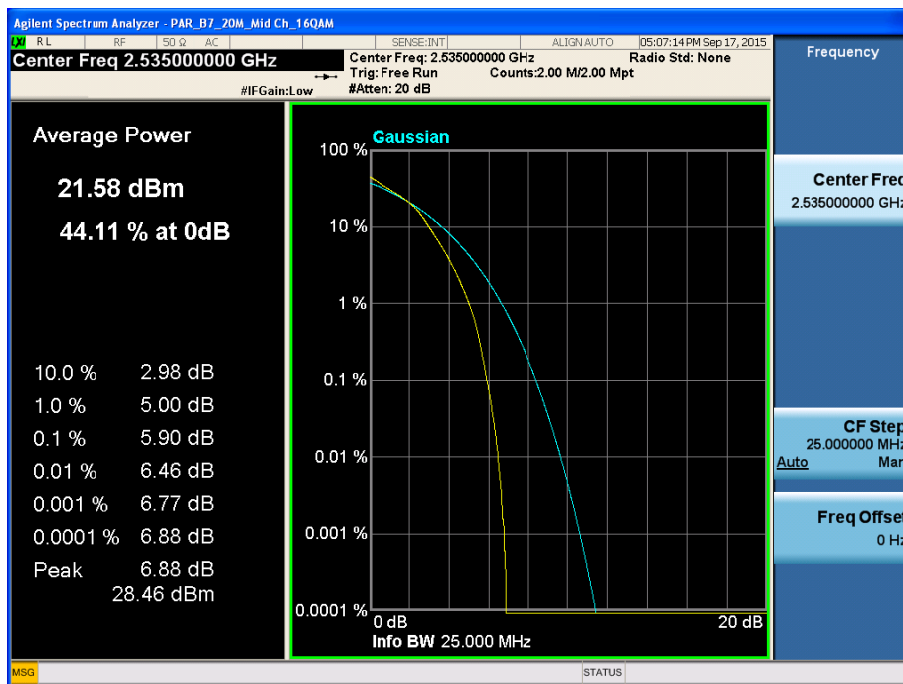 Agilent Spectrum Analyzer - PAR_B7_20M_Mid Ch_16QAM
LXI RL RF 50 Ω AC SENSE:INT ALIGN AUTO 05:07:14 PM Sep 17, 2015
Center Freq 2.535000000 GHz
#IFGain:Low
Center Freq: 2.535000000 GHz Radio Std: None
Trig: Free Run Counts:2.00 M/2.00 Mpt
#Atten: 20 dB
Average Power
21.58 dBm
44.11 % at 0dB
10.0 % 2.98 dB
1.0 % 5.00 dB
0.1 % 5.90 dB
0.01 % 6.46 dB
0.001 % 6.77 dB
0.0001 % 6.88 dB
Peak 6.88 dB
28.46 dBm
Gaussian
100 %
10 %
1 %
0.1 %
0.01 %
0.001 %
0.0001 %
0 dB 20 dB
Info BW 25.000 MHz
Frequency
Center Freq
2.535000000 GHz
CF Step
25.000000 MHz
Auto Man
Freq Offset
0 Hz
MSG STATUS